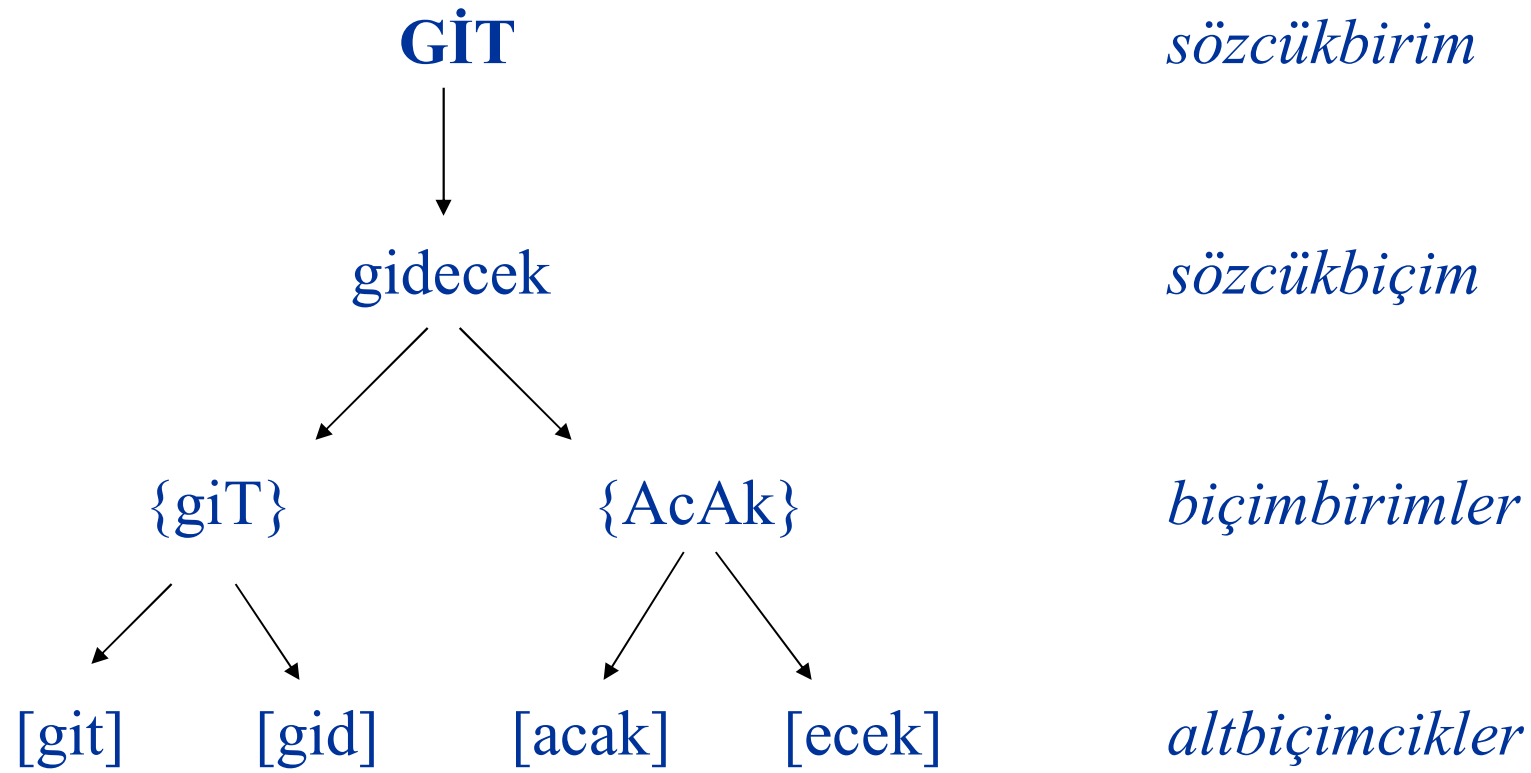 GİT sözcükbirim
gidecek sözcükbiçim
{giT} {AcAk} biçimbirimler
[git] [gid] [acak] [ecek] altbiçimcikler